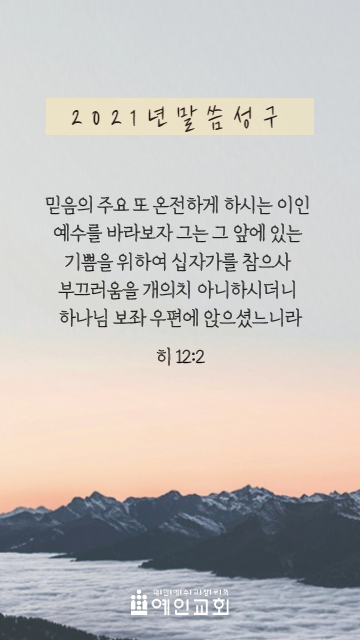 2021년말씀성구
믿음의 주요 또 온전하게 하시는 이인
예수를 바라보자 그는 그 앞에 있는
기쁨을 위하여 십자가를 참으사
부끄러움을 개의치 아니하시더니
하나님 보좌 우편에 앉으셨느니라
히 12:2
예인교회